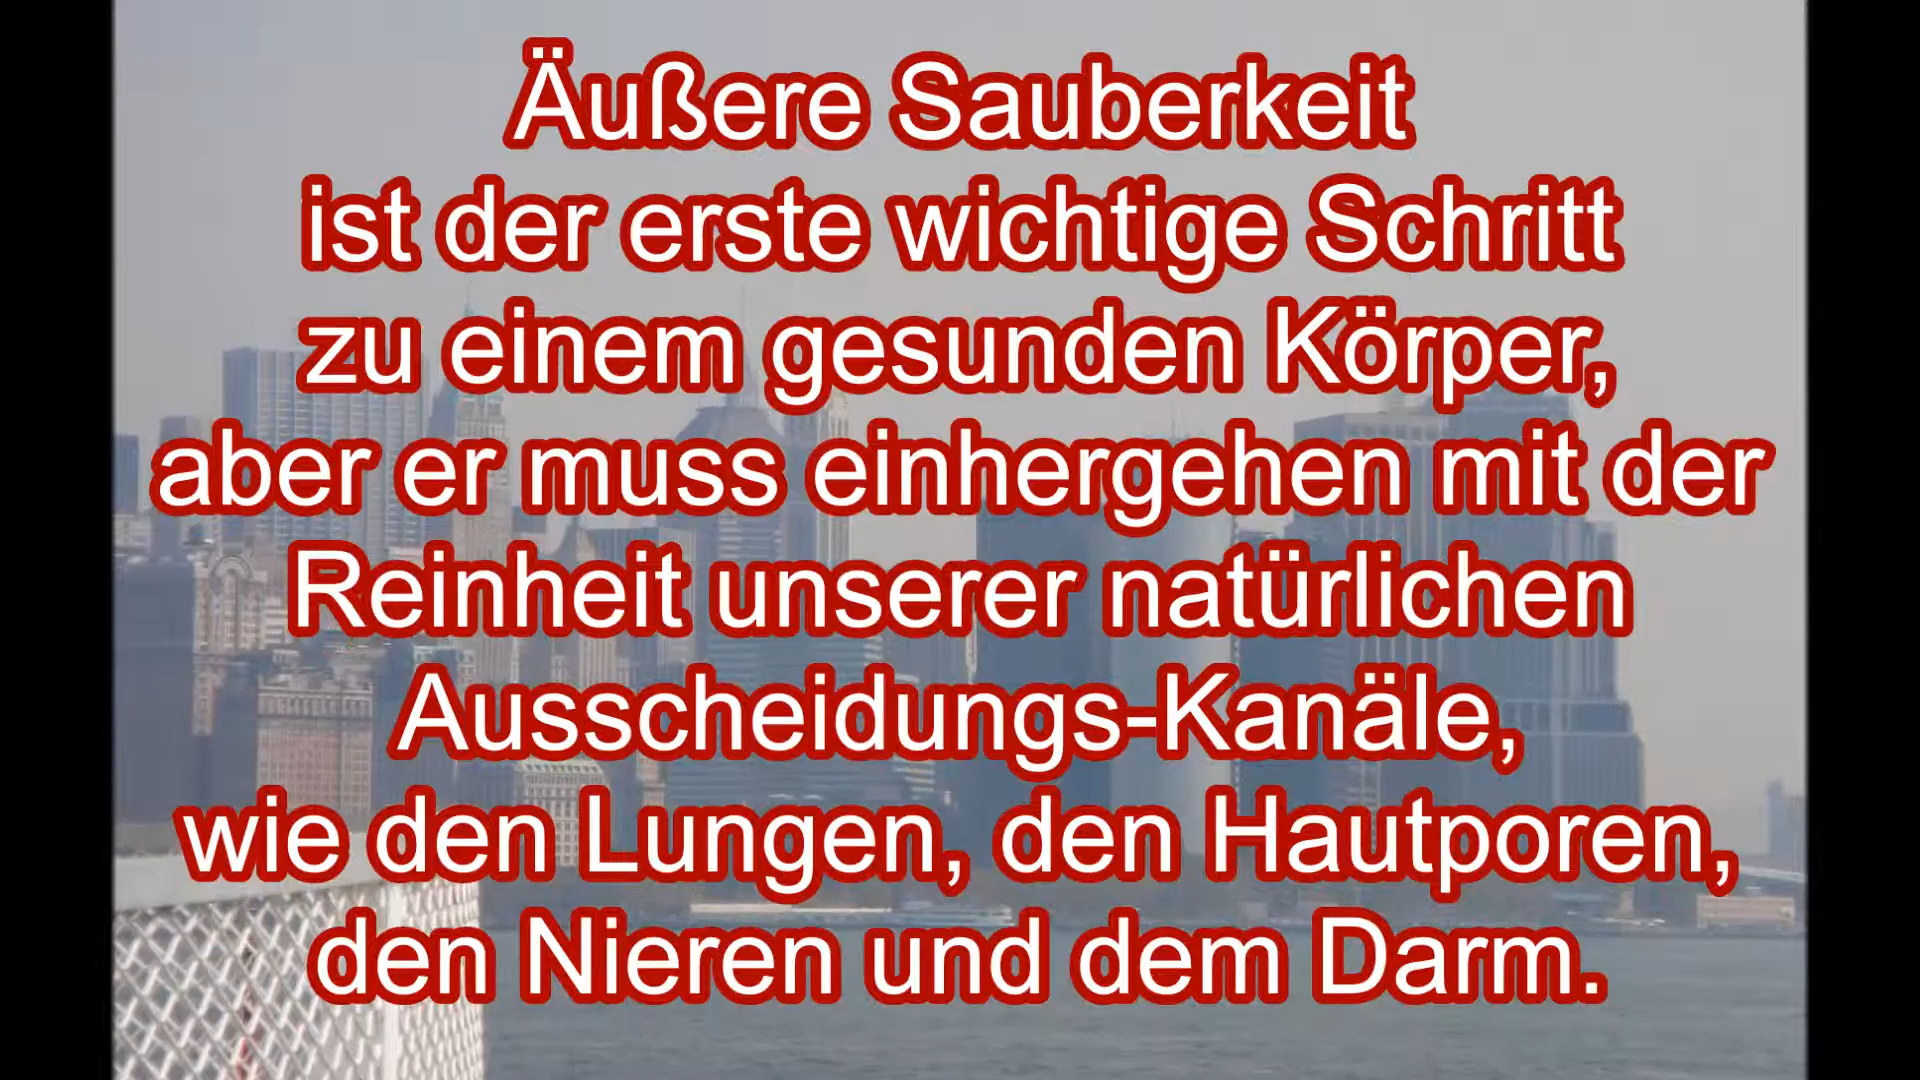 Äußere Sauberkeit
ist der erste wichtige Schritt
zu einem gesunden Körper,
aber er muss einhergehen mit der
Reinheit unserer natürlichen
Ausscheidungs-Kanäle,
wie den Lungen, den Hautporen,
den Nieren und dem Darm.